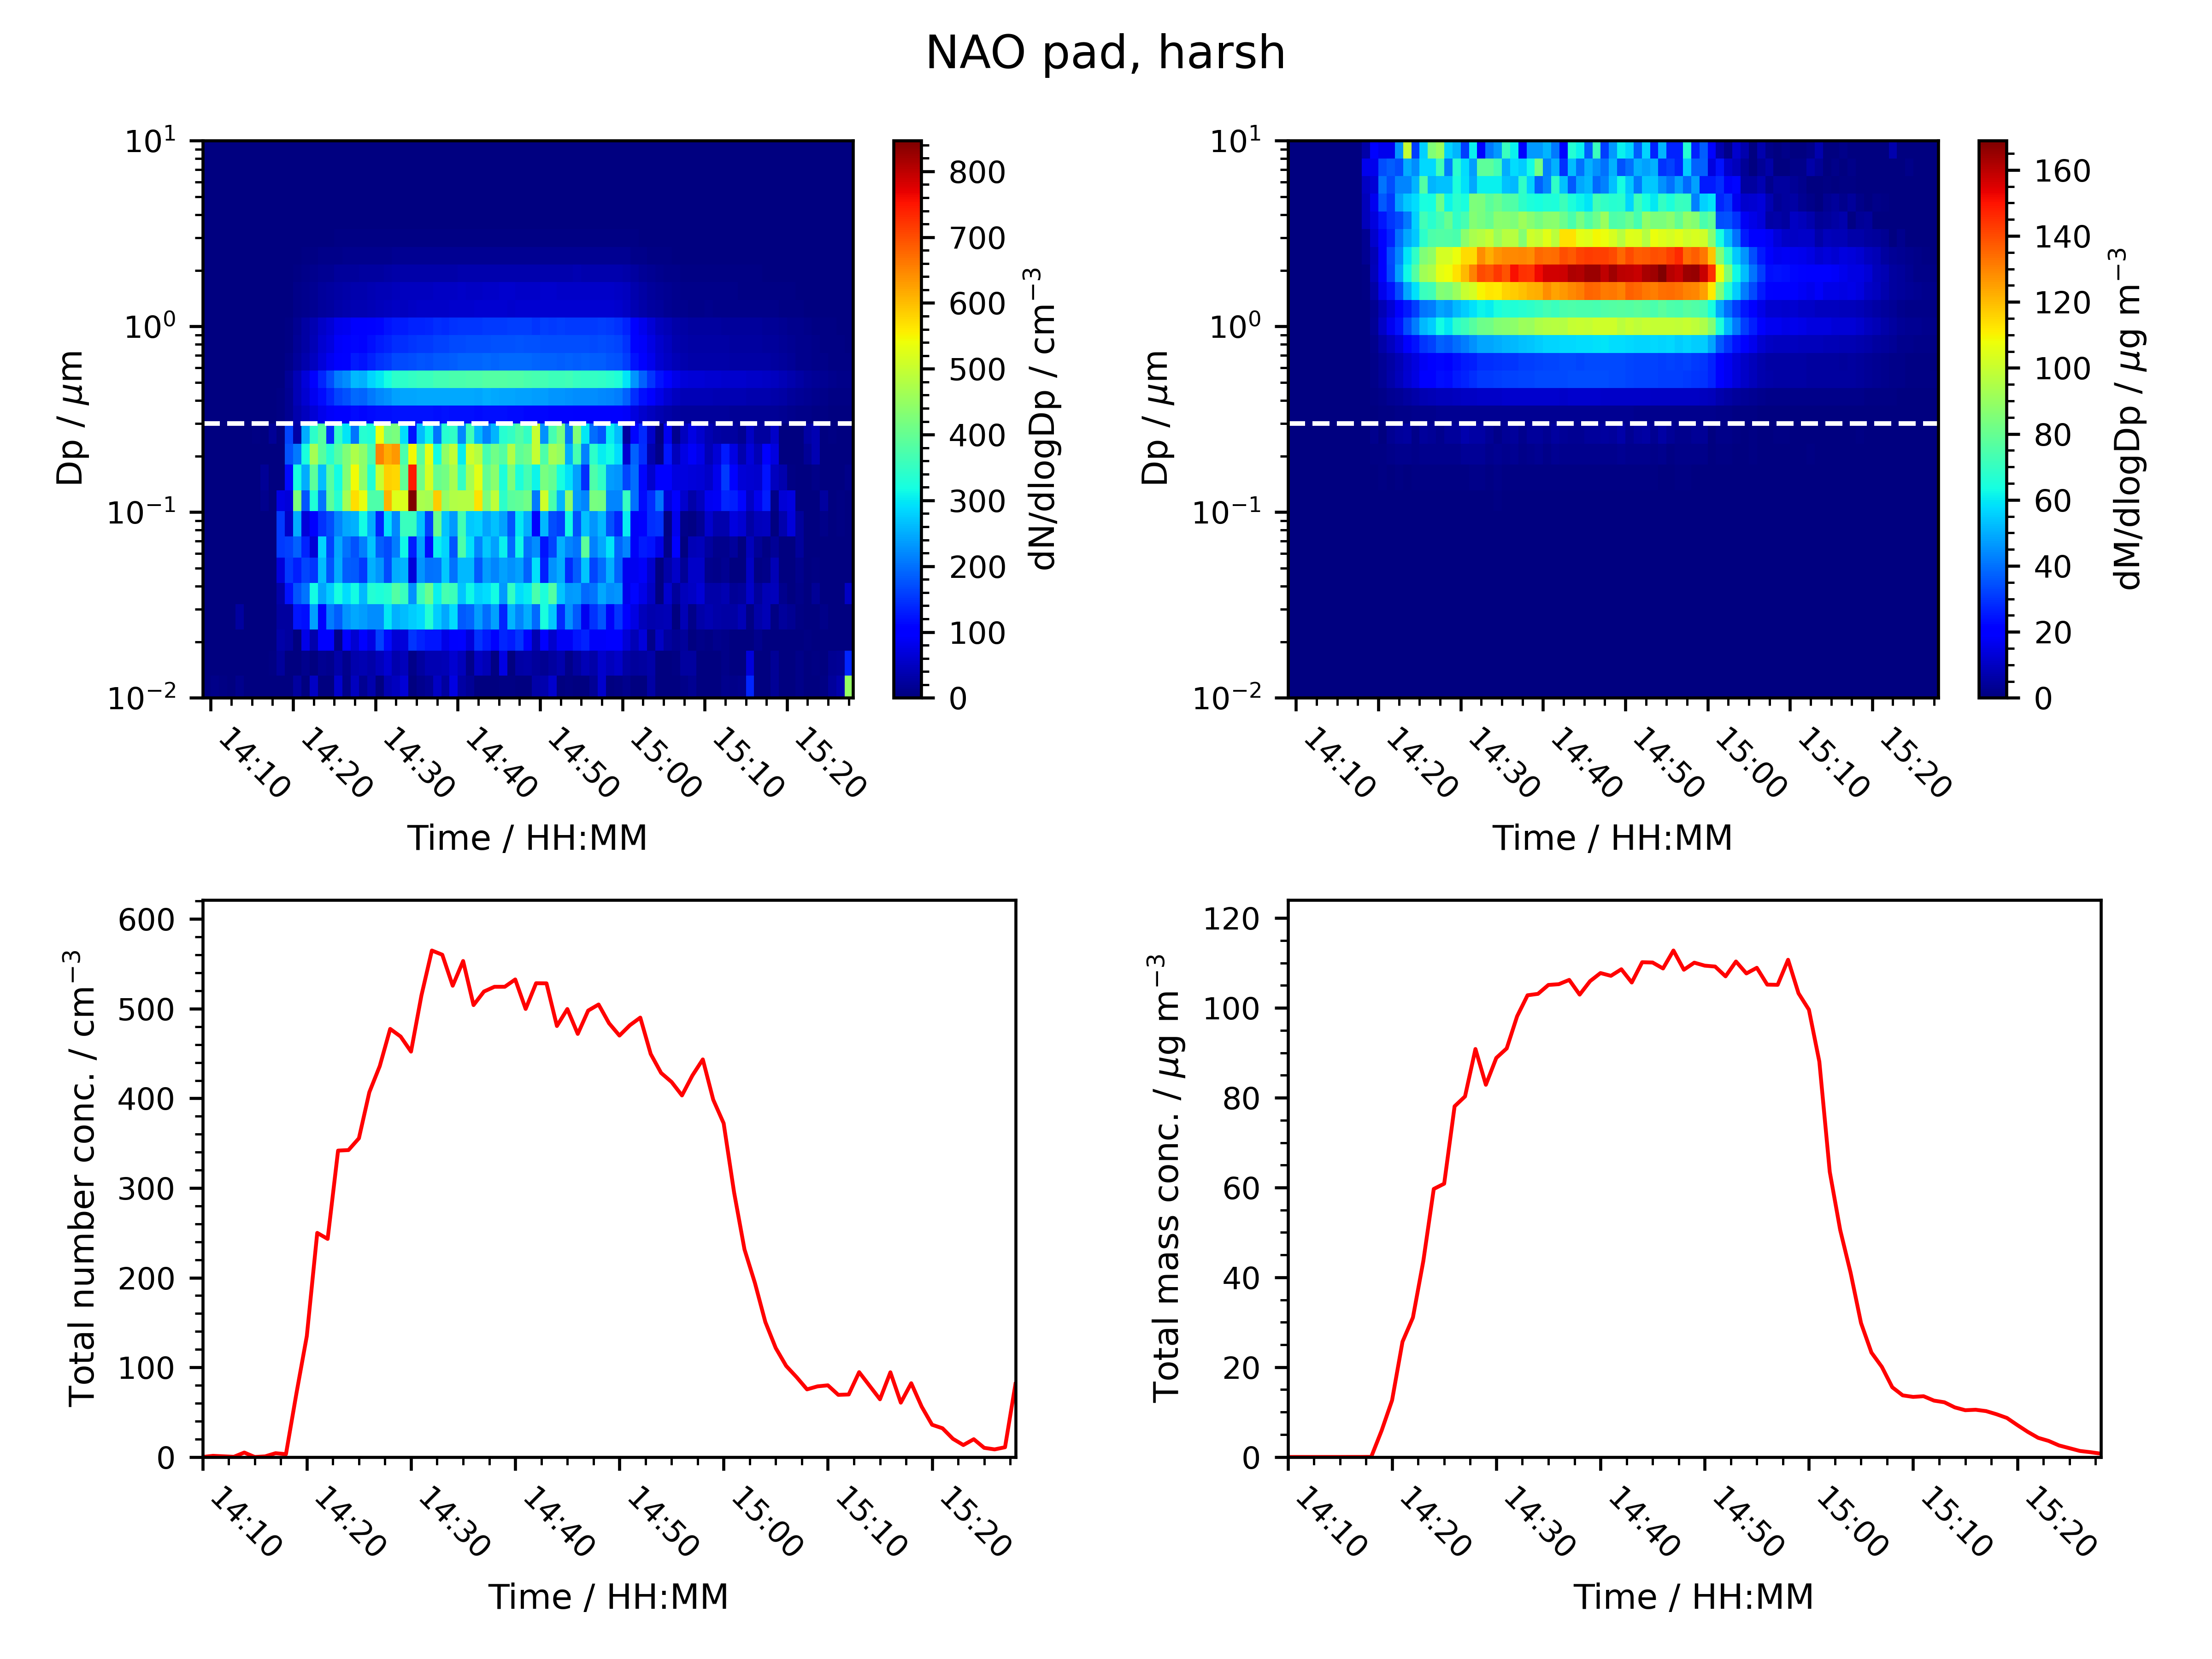 NAO pad, harsh
10¹
10⁰
10⁻¹
10⁻²
Dp / μm
14:10 14:20 14:30 14:40 14:50 15:00 15:10 15:20
Time / HH:MM
800
700
600
500
400
300
200
100
0
dN/dlogDp / cm⁻³
10¹
10⁰
10⁻¹
10⁻²
Dp / μm
14:10 14:20 14:30 14:40 14:50 15:00 15:10 15:20
Time / HH:MM
160
140
120
100
80
60
40
20
0
dM/dlogDp / μg m⁻³
600
500
400
300
200
100
0
Total number conc. / cm⁻³
14:10 14:20 14:30 14:40 14:50 15:00 15:10 15:20
Time / HH:MM
120
100
80
60
40
20
0
Total mass conc. / μg m⁻³
14:10 14:20 14:30 14:40 14:50 15:00 15:10 15:20
Time / HH:MM